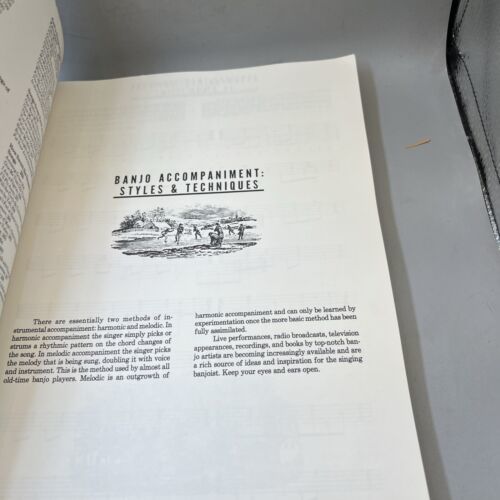 BANJO ACCOMPANIMENT:
STYLES & TECHNIQUES
There are essentially two methods of in-
strumental accompaniment: harmonic and melodic. In
harmonic accompaniment the singer simply picks or
strums a rhythmic pattern on the chord changes of
the song. In melodic accompaniment the singer picks
the melody that is being sung, doubling it with voice
and instrument. This is the method used by almost all
old-time banjo players. Melodic is an outgrowth of
harmonic accompaniment and can only be learned by
experimentation once the more basic method has been
fully assimilated.
Live performances, radio broadcasts, television
appearances, recordings, and books by top-notch ban-
jo artists are becoming increasingly available and are
a rich source of ideas and inspiration for the singing
banjoist. Keep your eyes and ears open.